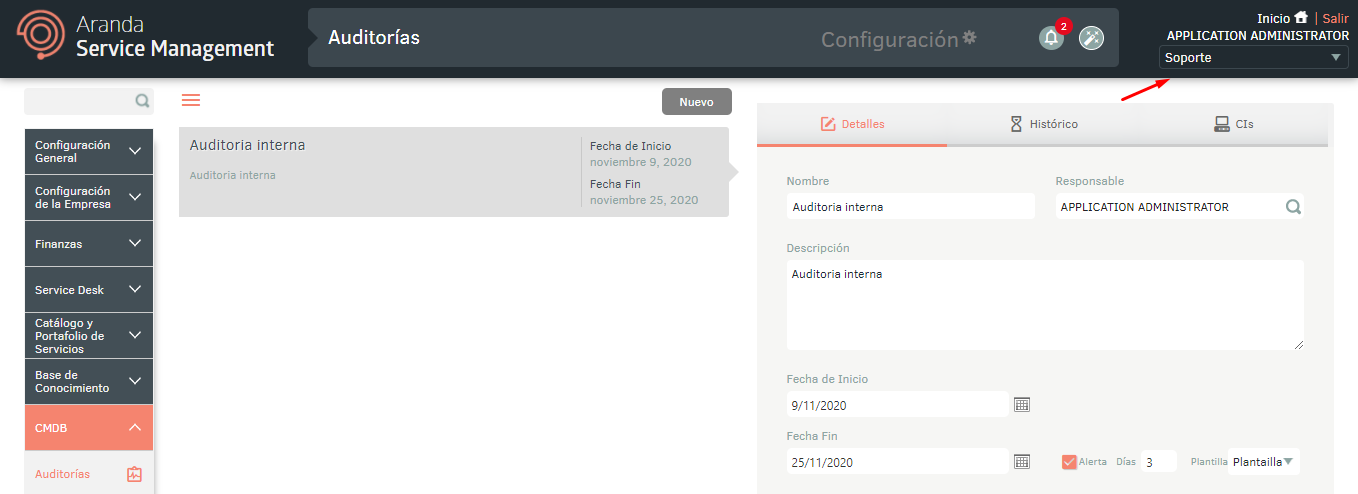 Aranda
Service Management
Auditorías
Configuración
2
Inicio | Salir
APPLICATION ADMINISTRATOR
Soporte
Configuración
General
Configuración
de la Empresa
Finanzas
Service Desk
Catálogo y
Portafolio de
Servicios
Base de
Conocimiento
CMDB
Auditorías
Nuevo
Auditoria interna
Auditoria interna
Fecha de Inicio
noviembre 9, 2020
Fecha Fin
noviembre 25, 2020
Detalles
Histórico
CIs
Nombre
Auditoria interna
Responsable
APPLICATION ADMINISTRATOR
Descripción
Auditoria interna
Fecha de Inicio
9/11/2020
Fecha Fin
25/11/2020
Alerta Días 3 Plantilla Plantailla